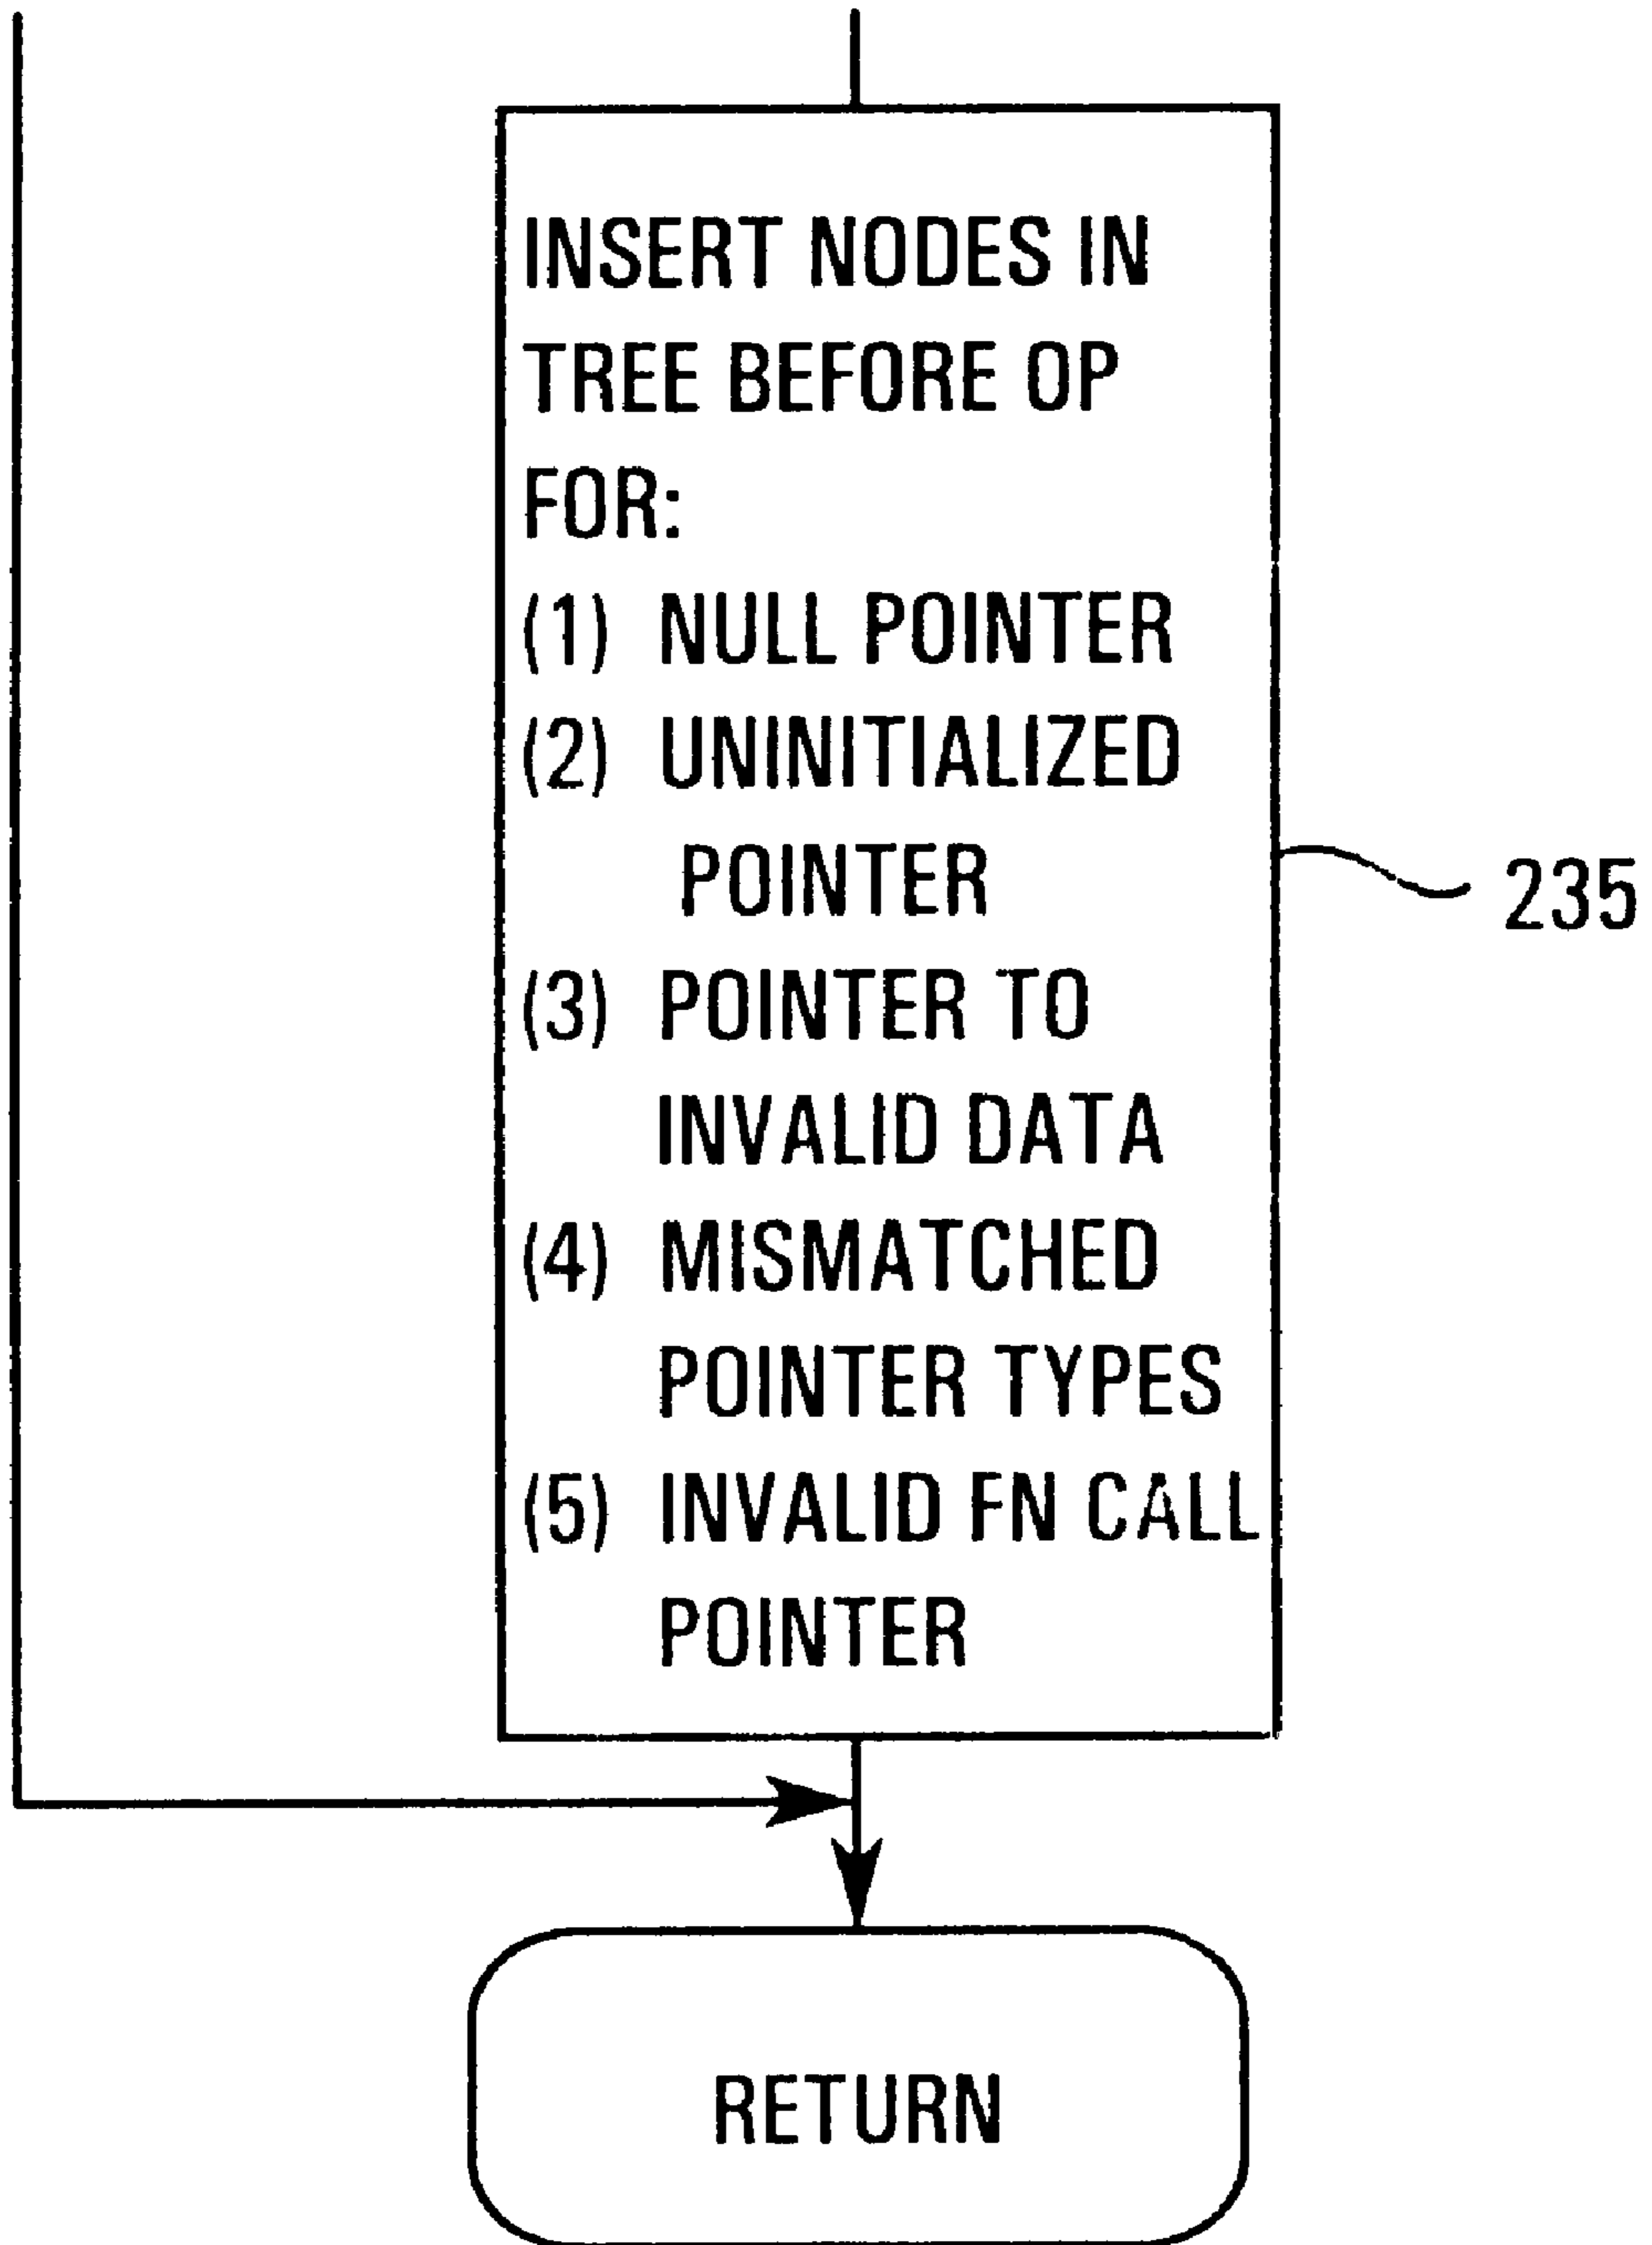 INSERT NODES IN
TREE BEFORE OP
FOR:
(1) NULL POINTER
(2) UNINITIALIZED
POINTER
(3) POINTER TO
INVALID DATA
(4) MISMATCHED
POINTER TYPES
(5) INVALID FN CALL
POINTER
235
RETURN